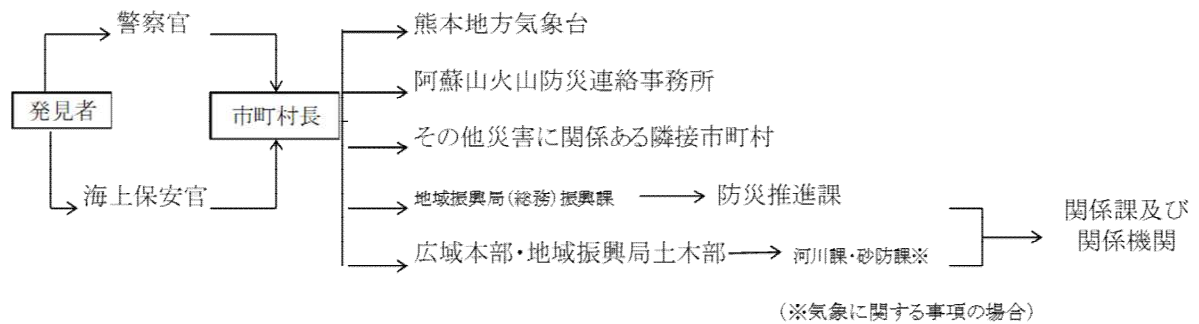 警察官
熊本地方気象台
阿蘇山火山防災連絡事務所
発見者
市町村長
その他災害に関係ある隣接市町村
海上保安官
地域振興局(総務)振興課
防災推進課
関係課及び
関係機関
広域本部・地域振興局土木部
河川課・砂防課※
(※気象に関する事項の場合)